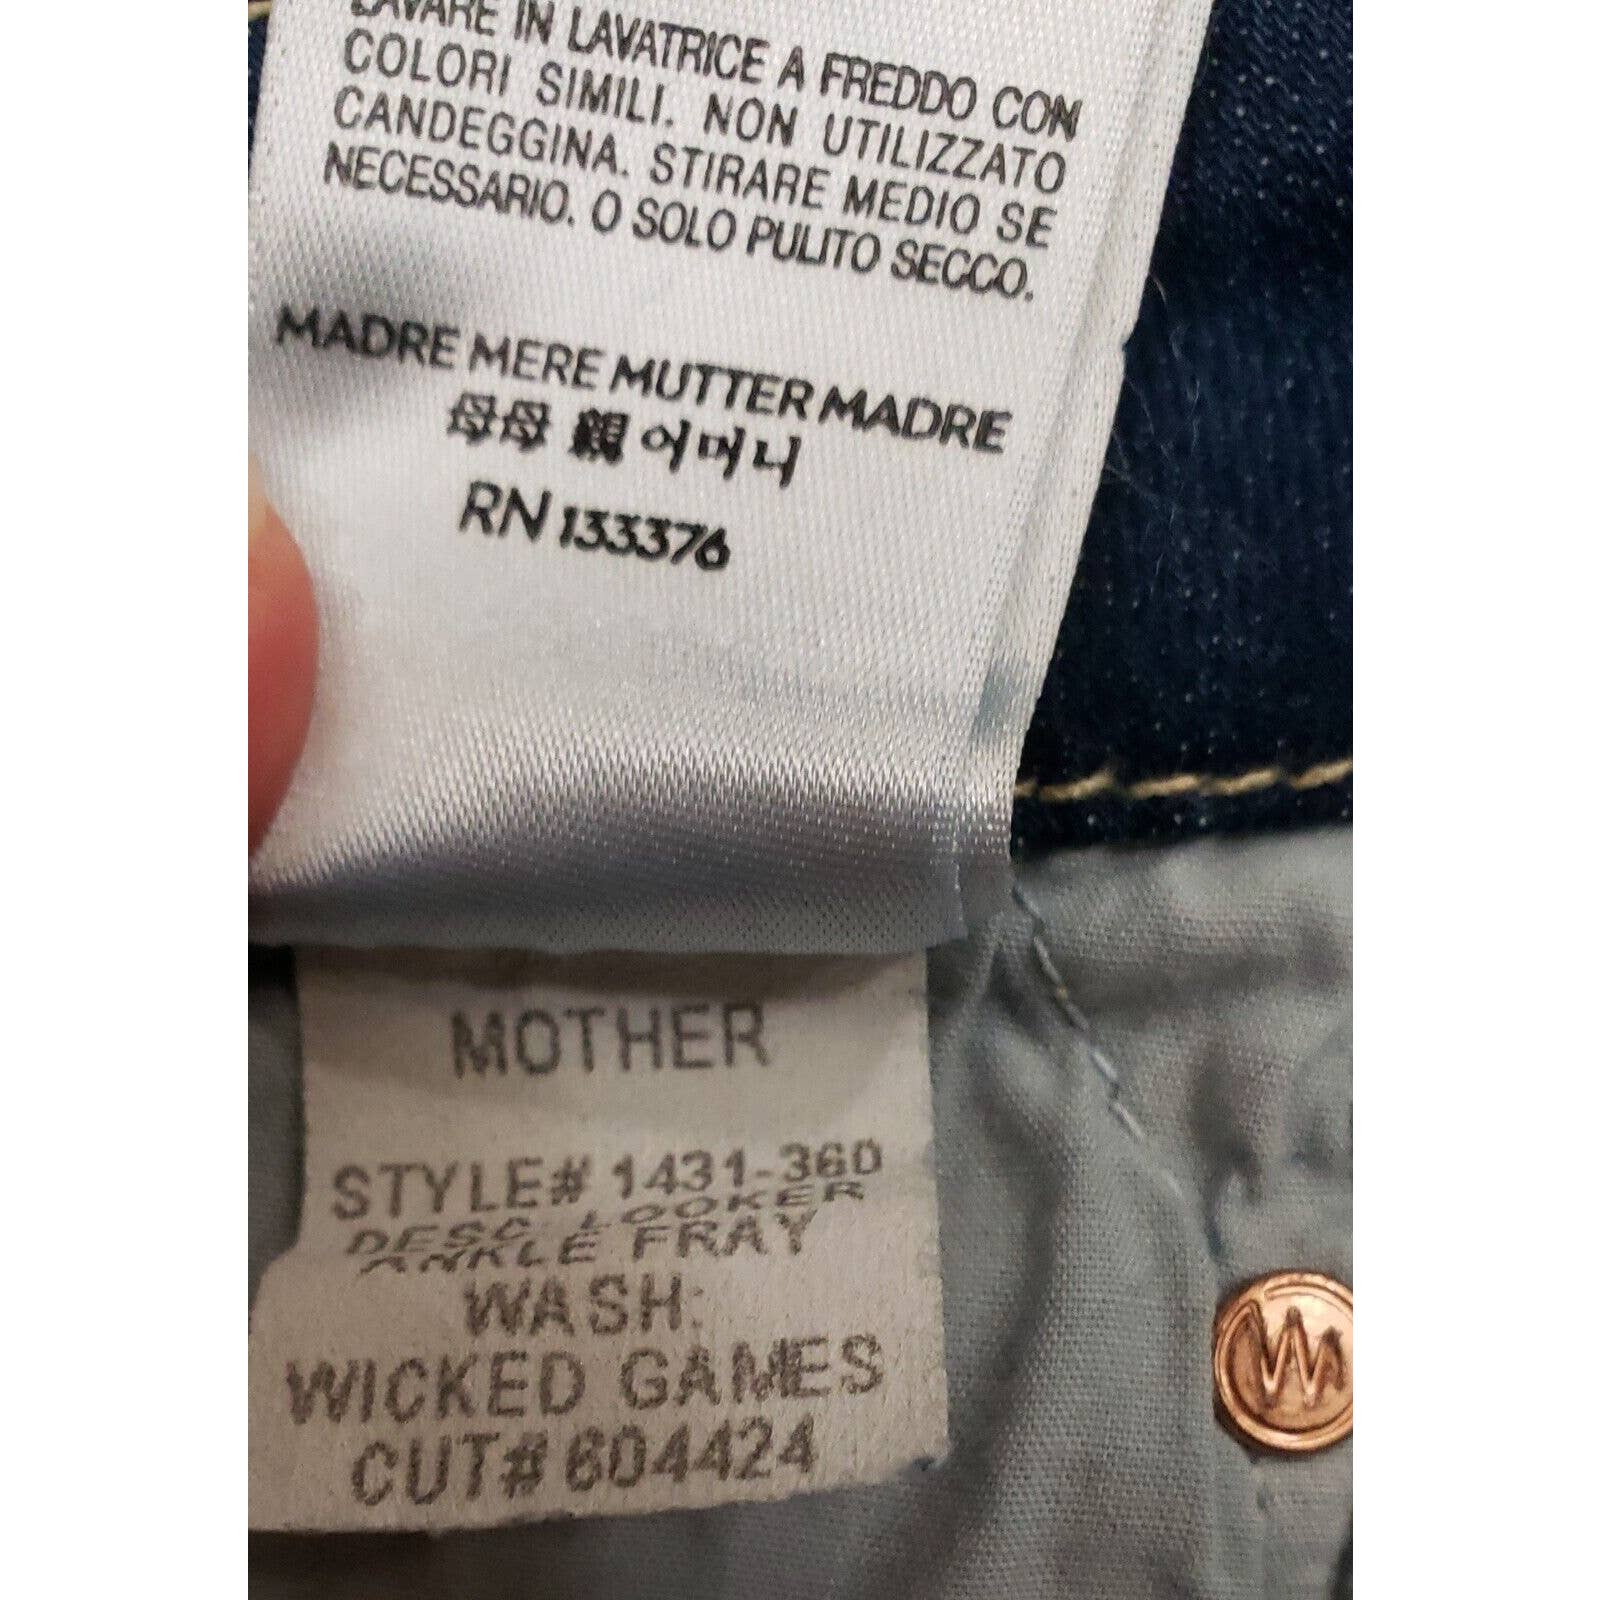 LAVARE IN LAVATRICE A FREDDO CON
COLORI SIMILI. NON UTILIZZATO
CANDEGGINA. STIRARE MEDIO SE
NECESSARIO. O SOLO PULITO SECCO.
MADRE MERE MUTTER MADRE
母母親어머니
RN 133376
MOTHER
STYLE# 1431-360
DESC: LOOKER
ANKLE FRAY
WASH:
WICKED GAMES
CUT# 604424